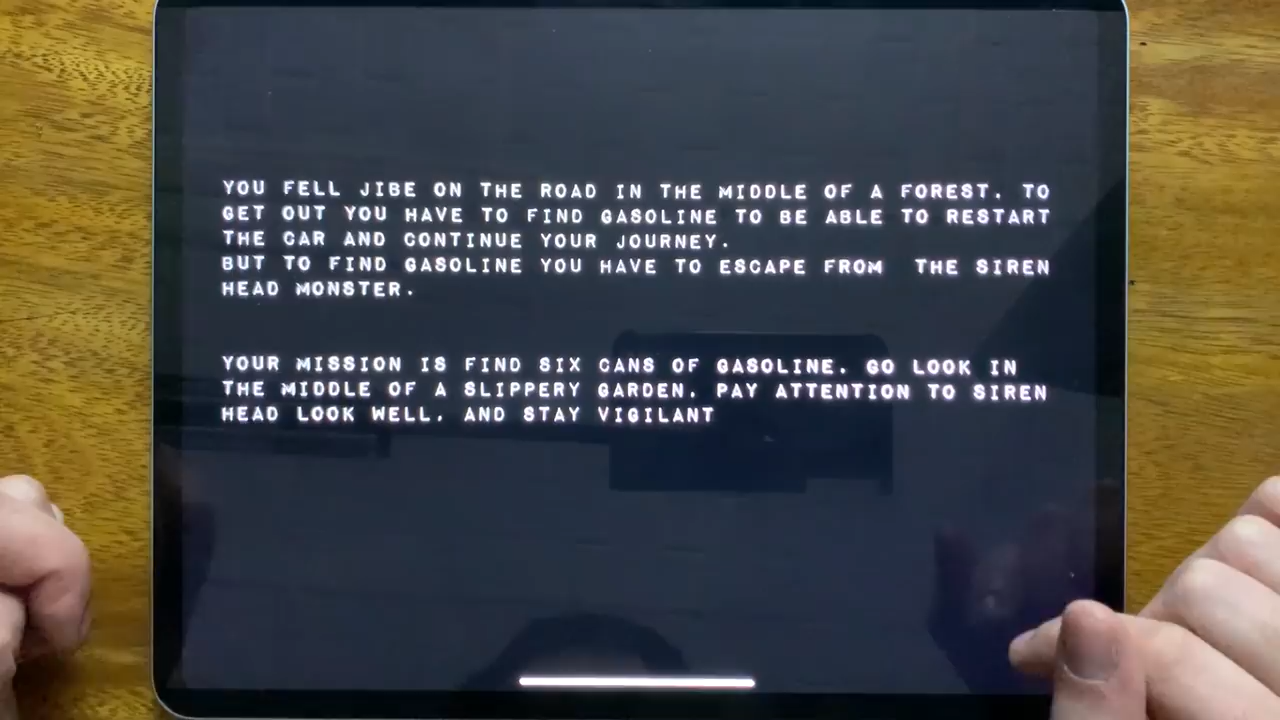 YOU FELL JIBE ON THE ROAD IN THE MIDDLE OF A FOREST. TO
GET OUT YOU HAVE TO FIND GASOLINE TO BE ABLE TO RESTART
THE CAR AND CONTINUE YOUR JOURNEY.
BUT TO FIND GASOLINE YOU HAVE TO ESCAPE FROM THE SIREN
HEAD MONSTER.
YOUR MISSION IS FIND SIX CANS OF GASOLINE. GO LOOK IN
THE MIDDLE OF A SLIPPERY GARDEN. PAY ATTENTION TO SIREN
HEAD LOOK WELL. AND STAY VIGILANT